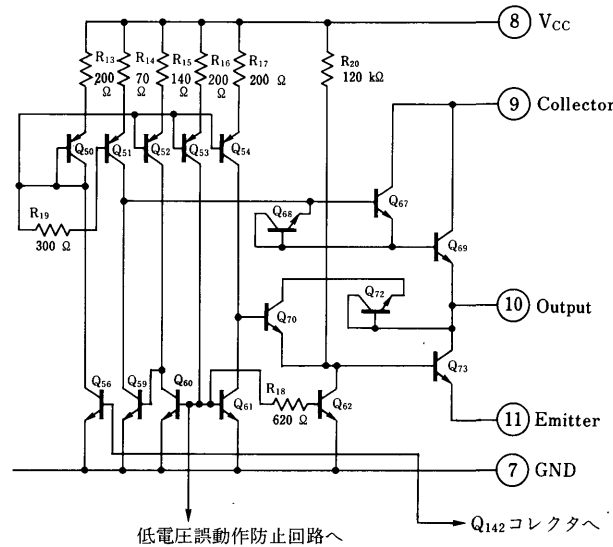 8 VCC
R13 R14 R15 R16 R17 R20
200 Ω 70 Ω 140 Ω 200 Ω 200 Ω 120 kΩ
9 Collector
Q50 Q51 Q52 Q53 Q54
Q67
Q68
R19
300 Ω
Q69
Q72
10 Output
Q70
Q73
Q56 Q59 Q60 Q61 R18 Q62
620 Ω
11 Emitter
7 GND
低電圧誤動作防止回路へ
Q142コレクタへ